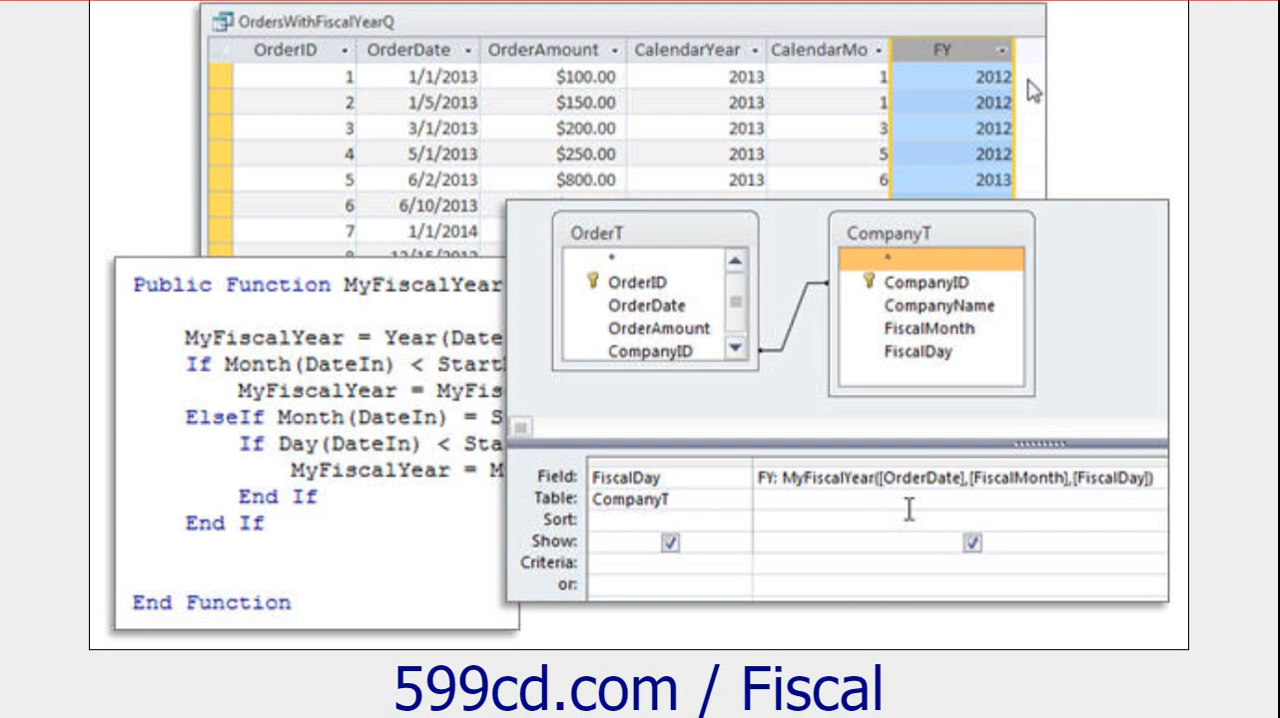 OrdersWithFiscalYearQ
OrderID OrderDate OrderAmount CalendarYear CalendarMo FY
1 1/1/2013 $100.00 2013 1 2012
2 1/5/2013 $150.00 2013 1 2012
3 3/1/2013 $200.00 2013 3 2012
4 5/1/2013 $250.00 2013 5 2012
5 6/2/2013 $800.00 2013 6 2013
6 6/10/2013
7 1/1/2014
Public Function MyFiscalYear
MyFiscalYear = Year(Date
If Month(DateIn) < Start
MyFiscalYear = MyFis
ElseIf Month(DateIn) = S
If Day(DateIn) < Sta
MyFiscalYear = M
End If
End If
End Function
OrderT
*
OrderID
OrderDate
OrderAmount
CompanyID
CompanyT
*
CompanyID
CompanyName
FiscalMonth
FiscalDay
Field: FiscalDay FY: MyFiscalYear([OrderDate],[FiscalMonth],[FiscalDay])
Table: CompanyT
Sort:
Show:
Criteria:
or:
599cd.com / Fiscal